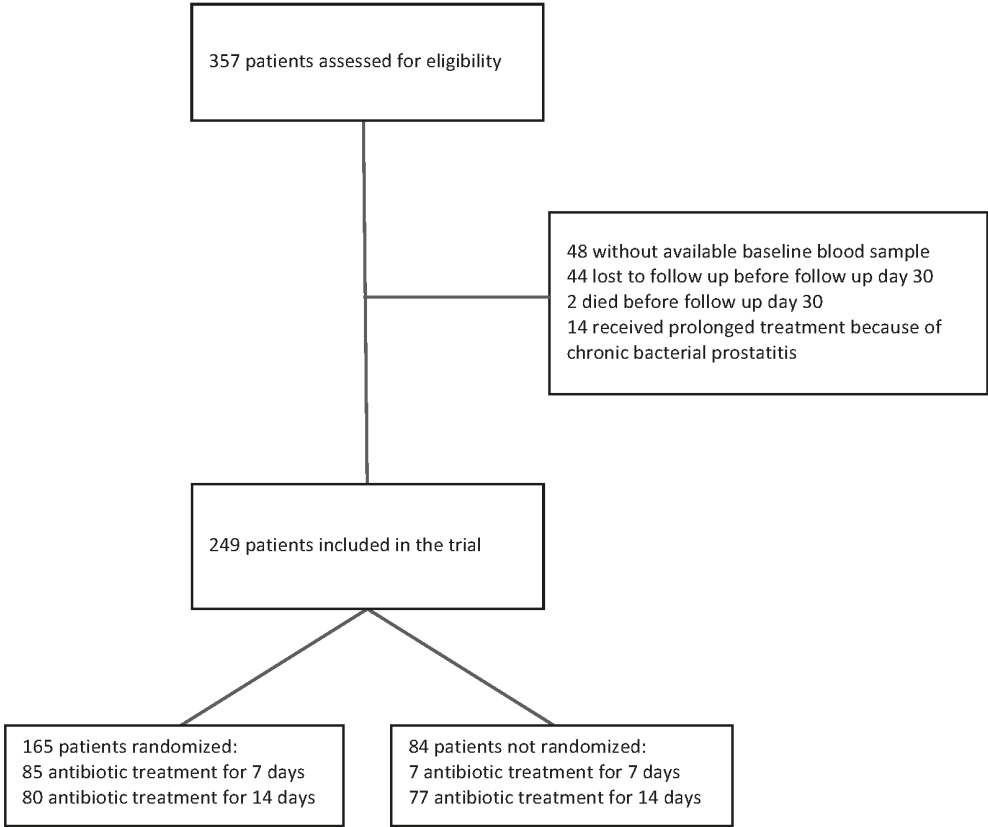 357 patients assessed for eligibility
48 without available baseline blood sample
44 lost to follow up before follow up day 30
2 died before follow up day 30
14 received prolonged treatment because of
chronic bacterial prostatitis
249 patients included in the trial
165 patients randomized:
85 antibiotic treatment for 7 days
80 antibiotic treatment for 14 days
84 patients not randomized:
7 antibiotic treatment for 7 days
77 antibiotic treatment for 14 days